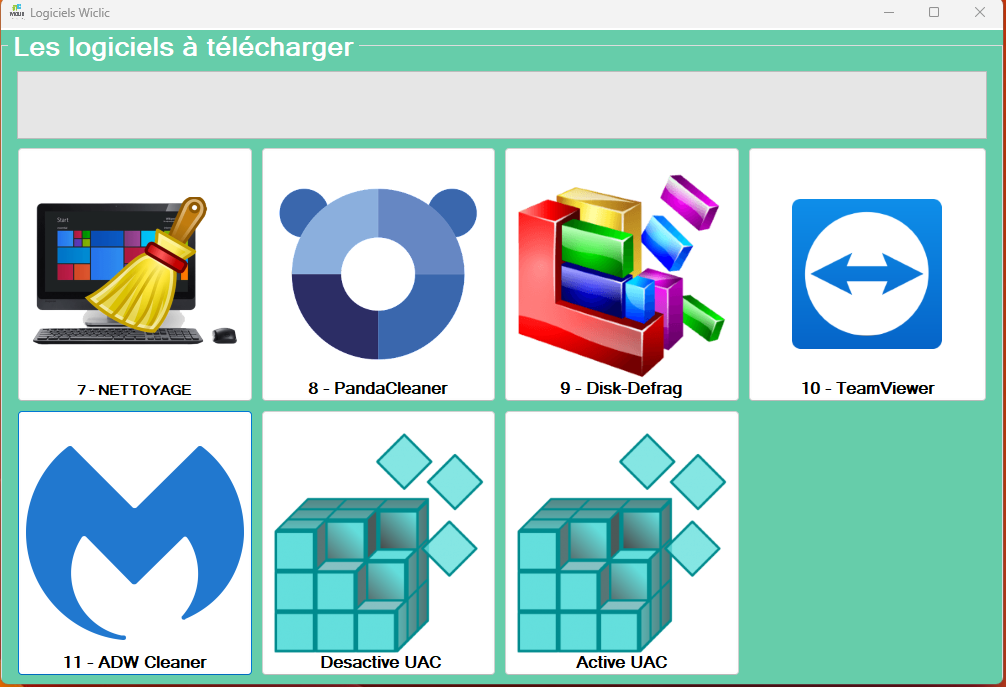 Logiciels Wiclic
Les logiciels à télécharger
Start
7 - NETTOYAGE
8 - PandaCleaner
9 - Disk-Defrag
10 - TeamViewer
11 - ADW Cleaner
Desactive UAC
Active UAC